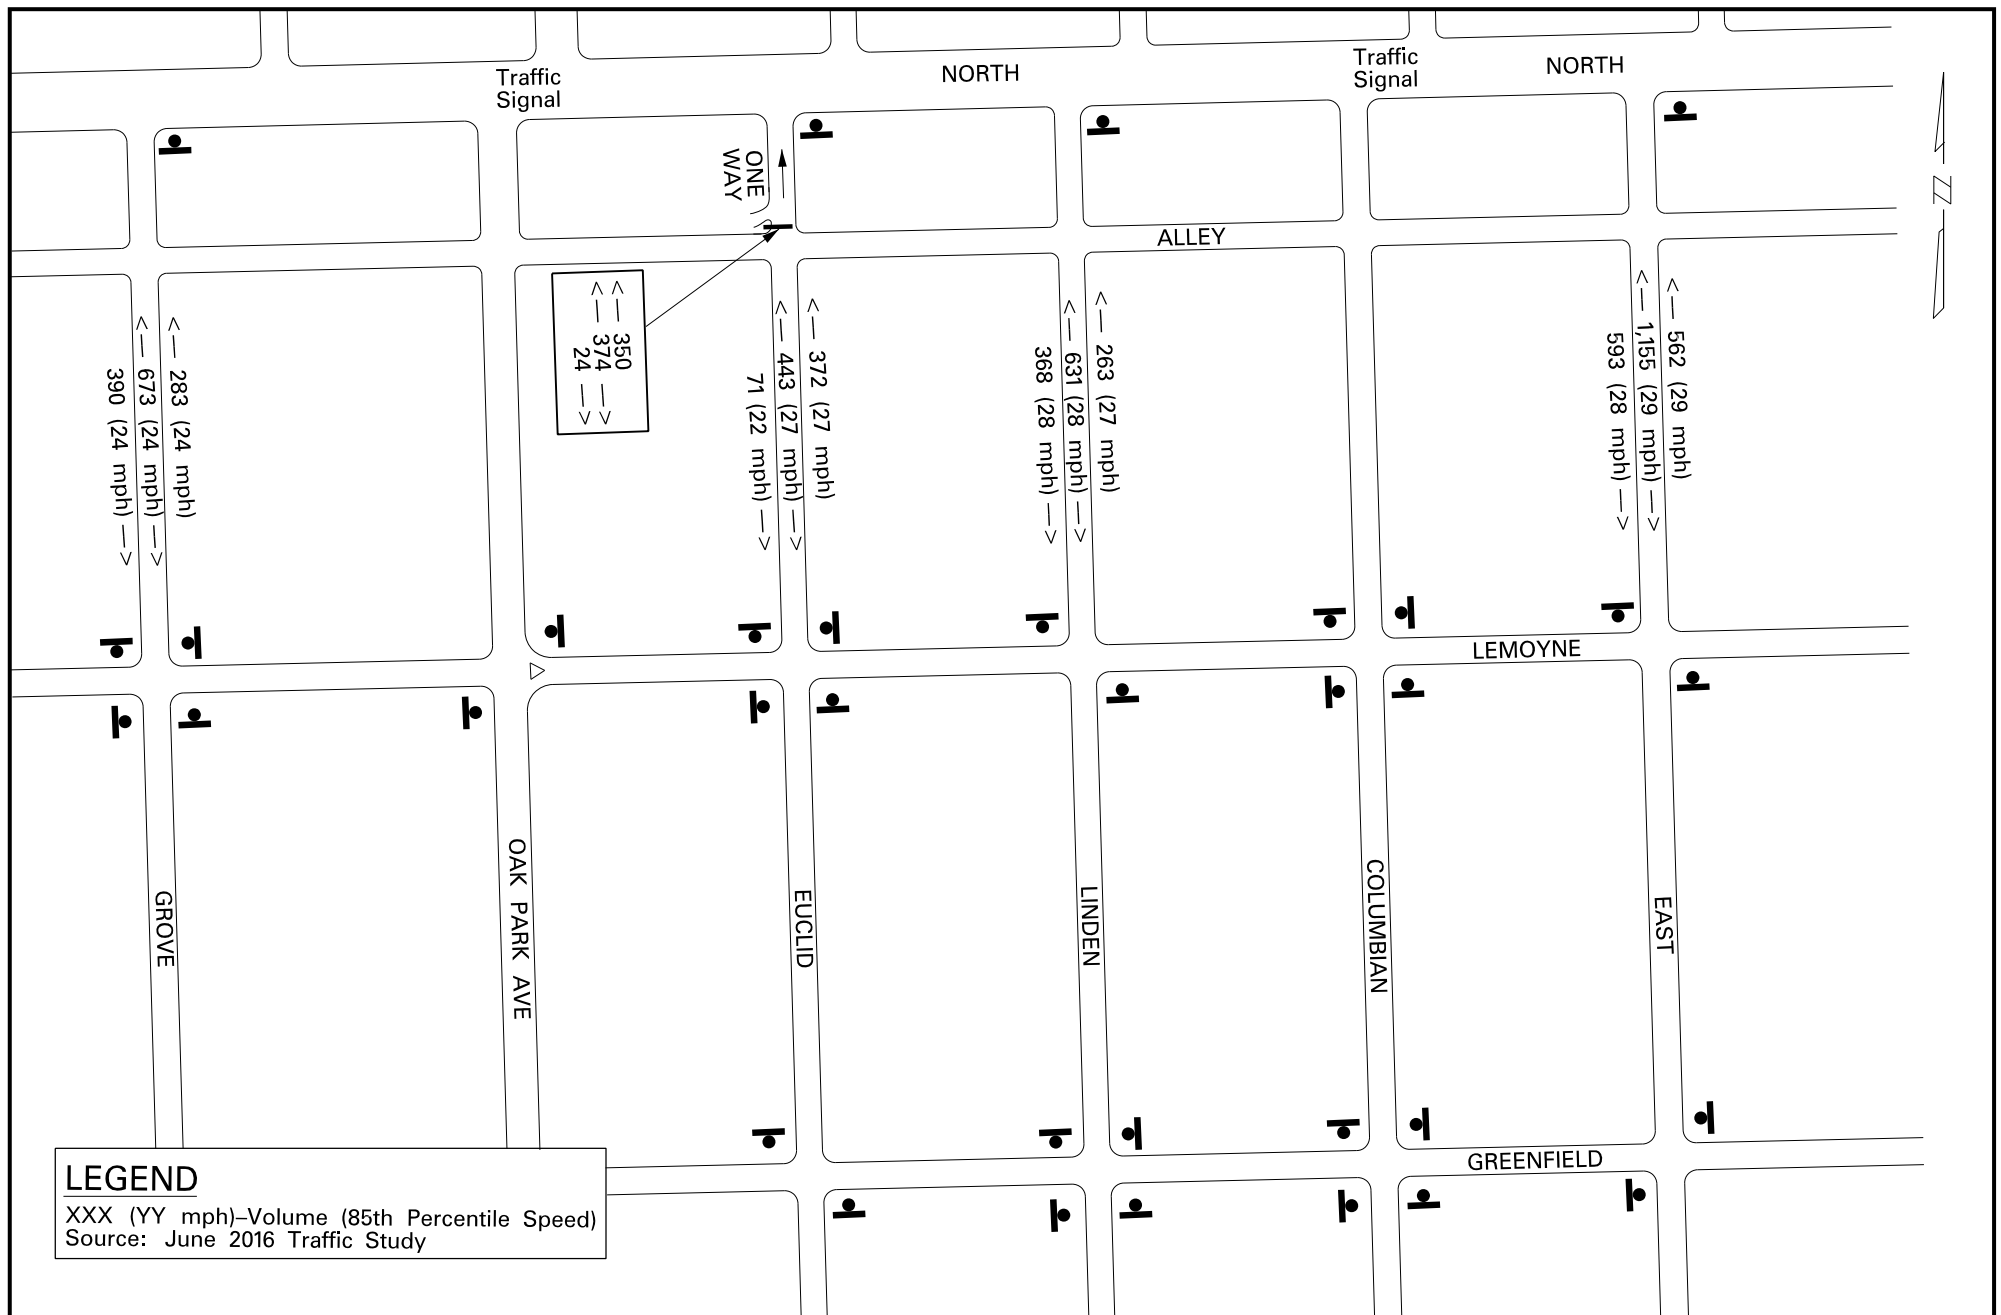 Traffic
Signal
NORTH
Traffic
Signal
NORTH
ONE
WAY
N
ALLEY
390 (24 mph)
673 (24 mph)
283 (24 mph)
350
374
24
71 (22 mph)
443 (27 mph)
372 (27 mph)
368 (28 mph)
631 (28 mph)
263 (27 mph)
593 (28 mph)
1,155 (29 mph)
562 (29 mph)
LEMOYNE
GROVE
OAK PARK AVE
EUCLID
LINDEN
COLUMBIAN
EAST
GREENFIELD
LEGEND
XXX (YY mph)–Volume (85th Percentile Speed)
Source: June 2016 Traffic Study